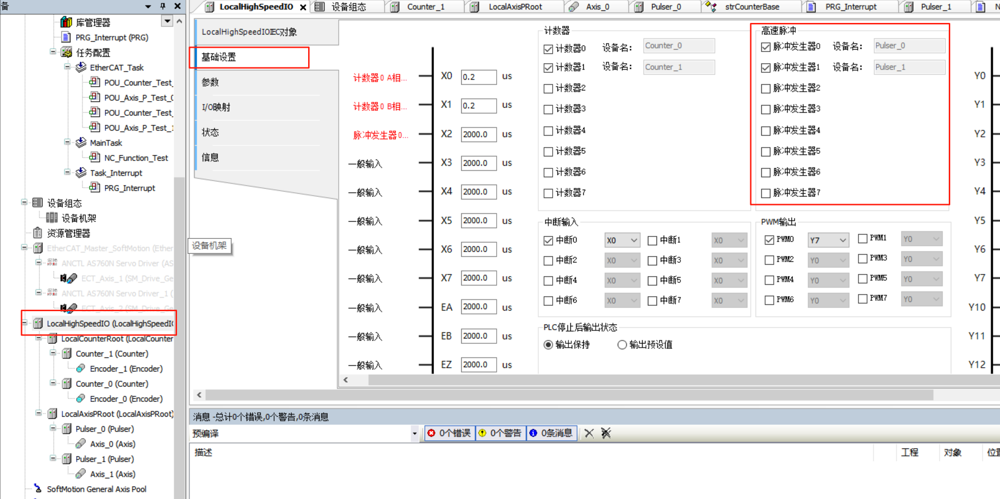 备
LocalHighSpeedIO
设备组态
Counter_1
LocalAxisPRoot
Axis_0
Pulser_0
strCounterBase
PRG_Interrupt
Pulser_1
N
库管理器
PRG_Interrupt (PRG)
任务配置
EtherCAT_Task
POU_Counter_Test_
POU_Axis_P_Test_0
POU_Counter_Test_
POU_Axis_P_Test_1
MainTask
NC_Function_Test
Task_Interrupt
PRG_Interrupt
设备组态
设备机架
资源管理器
EtherCAT_Master_SoftMotion (Ether
ANCTL AS760N Servo Driver (AS
ECT_Axis_1 (SM_Drive_Ge
ANCTL AS760N Servo Driver_1 (
ECT_Axis_2 (SM_Drive_Ge
LocalHighSpeedIO (LocalHighSpeedIO
LocalCounterRoot (LocalCounter
Counter_1 (Counter)
Encoder_1 (Encoder)
Counter_0 (Counter)
Encoder_0 (Encoder)
LocalAxisPRoot (LocalAxisPRoot)
Pulser_0 (Pulser)
Axis_0 (Axis)
Pulser_1 (Pulser)
Axis_1 (Axis)
SoftMotion General Axis Pool
设备机架
LocalHighSpeedIOIEC对象
基础设置
参数
I/O映射
状态
信息
计数器0 A相... X0 0.2 us
计数器0 B相... X1 0.2 us
脉冲发生器0... X2 2000.0 us
一般输入 X3 2000.0 us
一般输入 X4 2000.0 us
一般输入 X5 2000.0 us
一般输入 X6 2000.0 us
一般输入 X7 2000.0 us
一般输入 EA 2000.0 us
一般输入 EB 2000.0 us
一般输入 EZ 2000.0 us
计数器
计数器0 设备名: Counter_0
计数器1 设备名: Counter_1
计数器2
计数器3
计数器4
计数器5
计数器6
计数器7
高速脉冲
脉冲发生器0 设备名: Pulser_0
脉冲发生器1 设备名: Pulser_1
脉冲发生器2
脉冲发生器3
脉冲发生器4
脉冲发生器5
脉冲发生器6
脉冲发生器7
中断输入
中断0 X0 中断1 X0
中断2 X0 中断3 X0
中断4 X0 中断5 X0
中断6 X0 中断7 X0
PWM输出
PWM0 Y7 PWM1 Y0
PWM2 Y0 PWM3 Y0
PWM4 Y0 PWM5 Y0
PWM6 Y0 PWM7 Y0
PLC停止后输出状态
输出保持 输出预设值
Y0
Y1
Y2
Y3
Y4
Y5
Y6
Y7
Y10
Y11
Y12
消息 -总计0个错误,0个警告,0条消息
预编译 0个错误 0个警告 0条消息
描述 工程 对象 位置